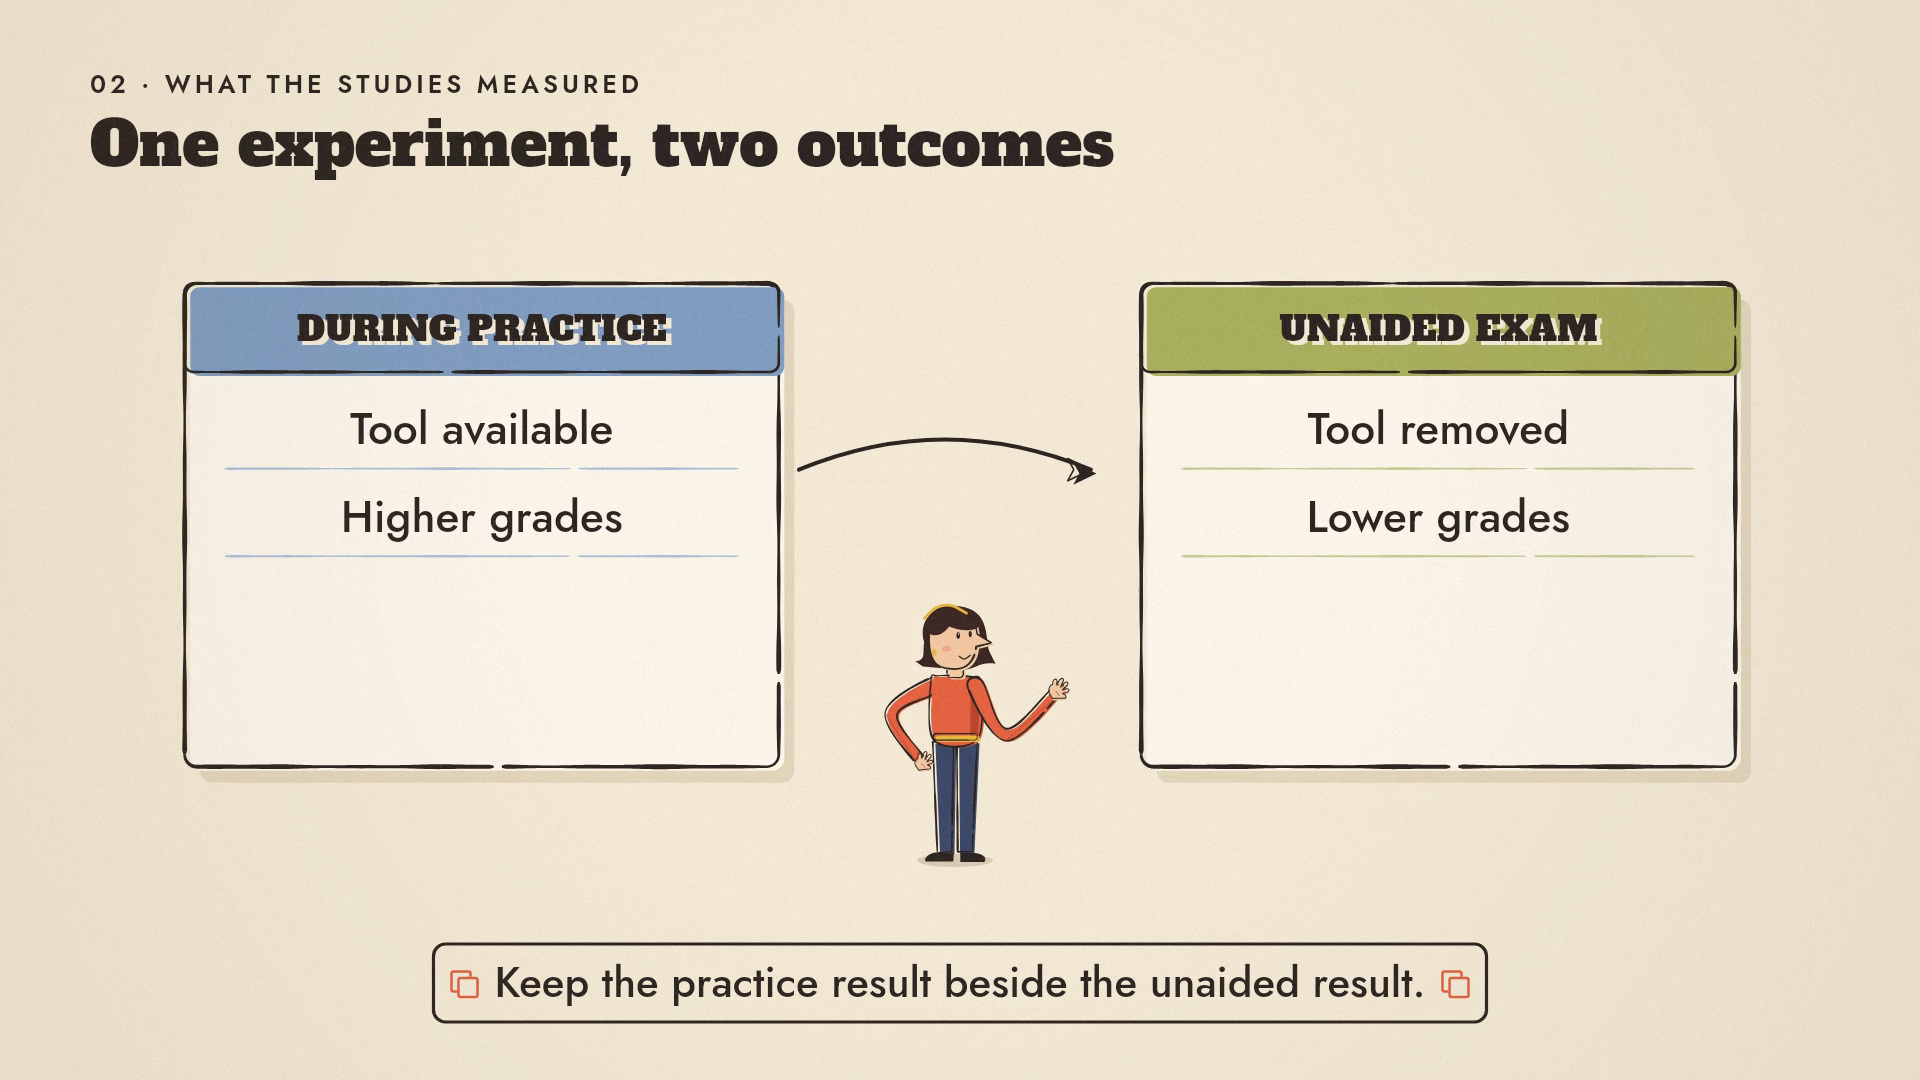 02 · WHAT THE STUDIES MEASURED
One experiment, two outcomes
DURING PRACTICE
Tool available
Higher grades
UNAIDED EXAM
Tool removed
Lower grades
Keep the practice result beside the unaided result.